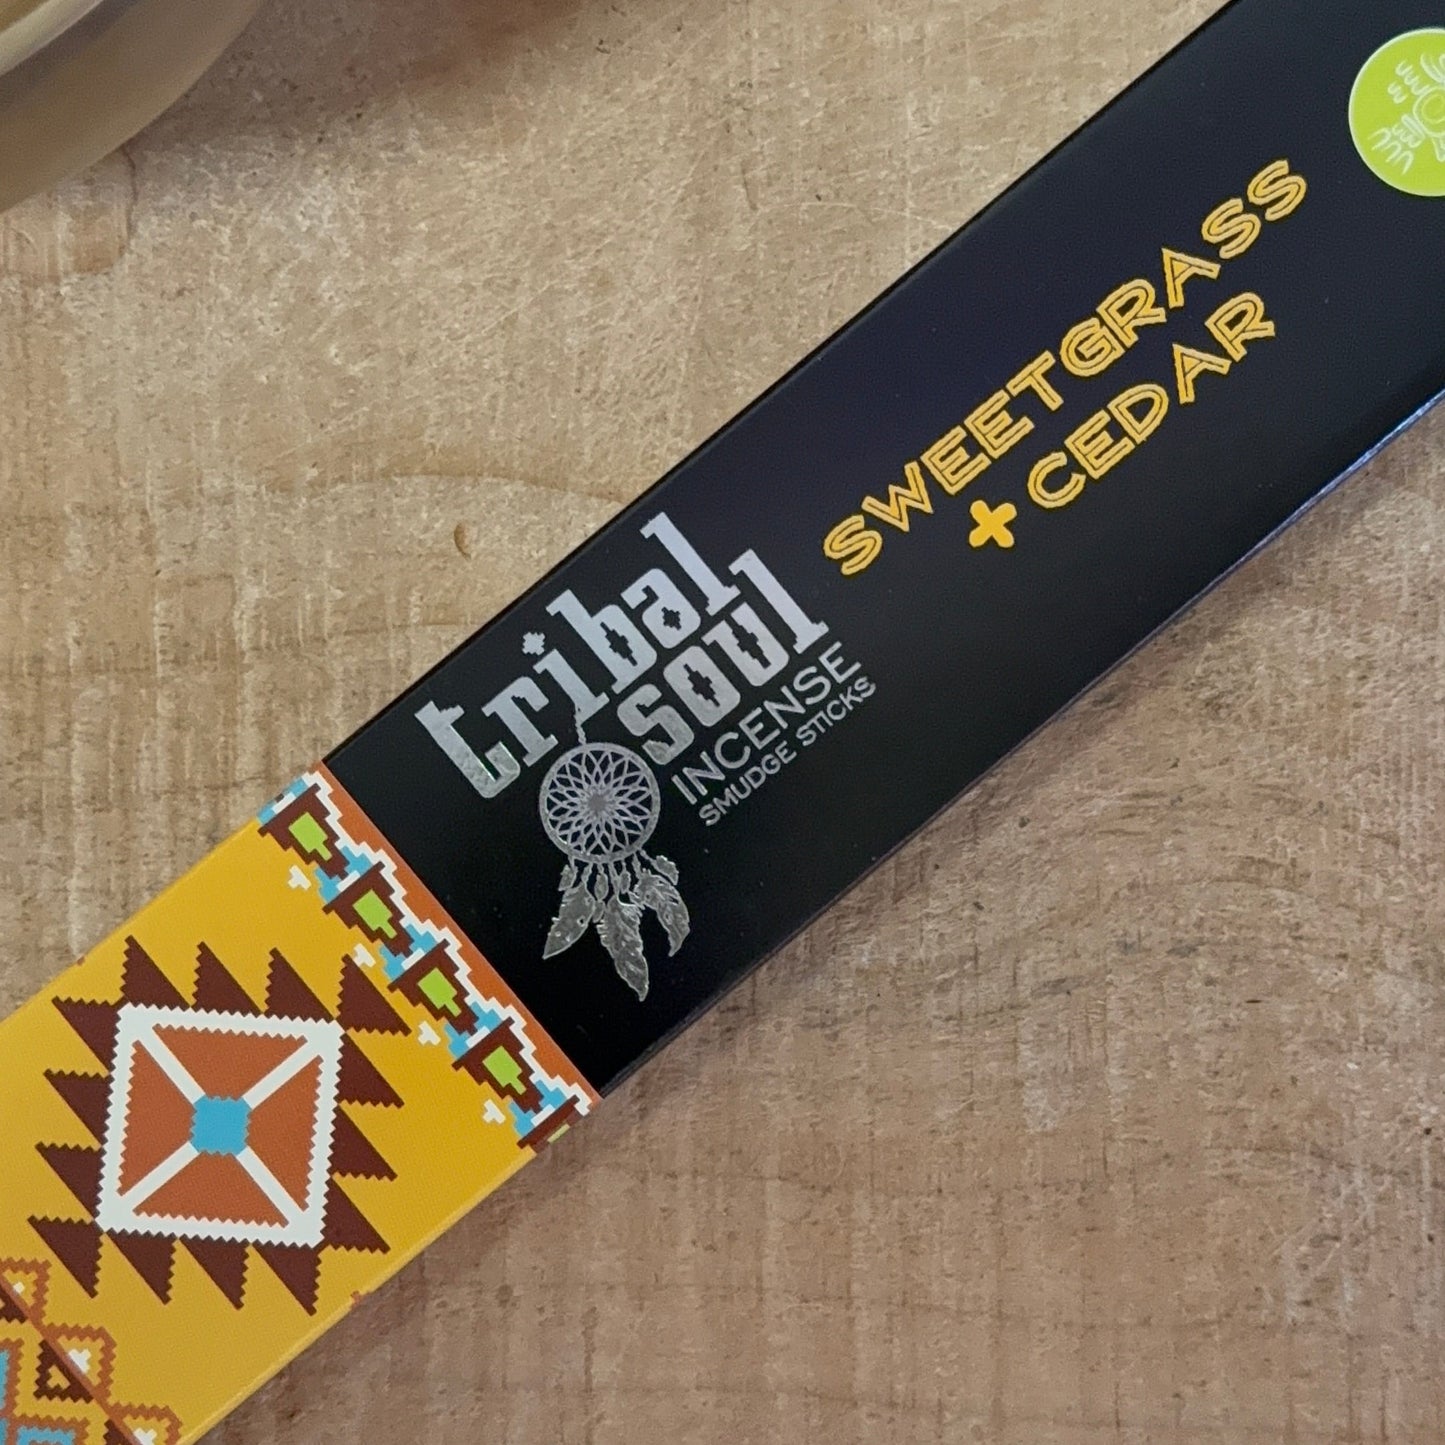 tribal
soul
INCENSE
SMUDGE STICKS
SWEETGRASS
+ CEDAR